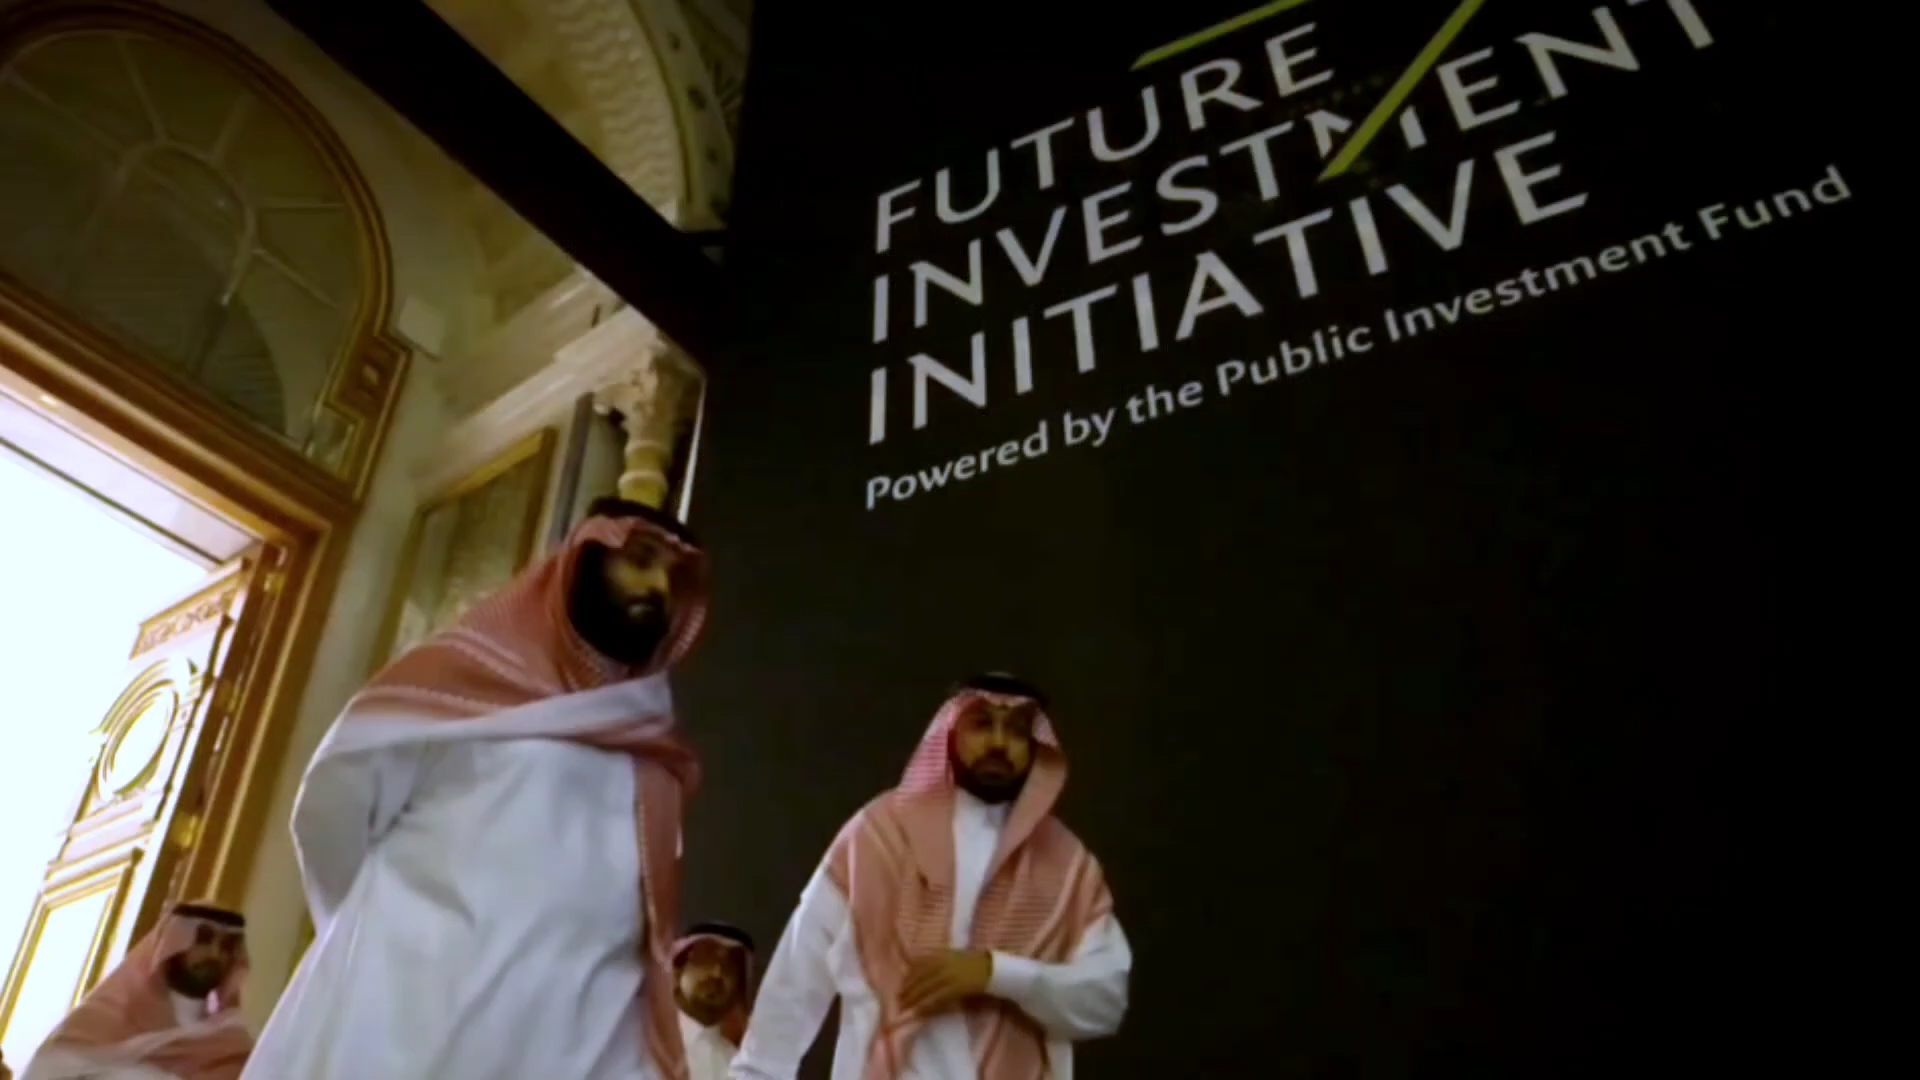 FUTURE
INVESTMENT
INITIATIVE
Powered by the Public Investment Fund